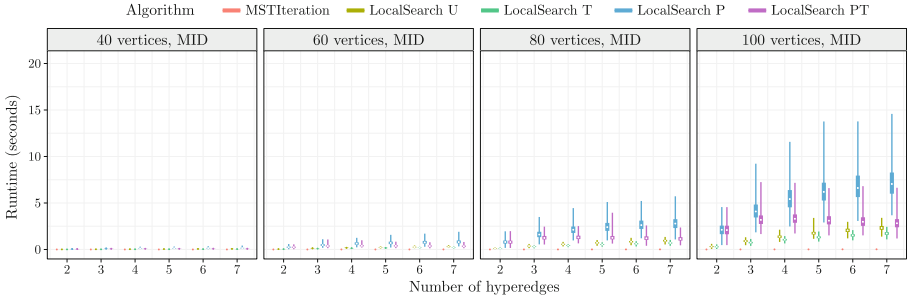 Algorithm MSTIteration LocalSearch U LocalSearch T LocalSearch P LocalSearch PT
40 vertices, MID 60 vertices, MID 80 vertices, MID 100 vertices, MID
20
15
10
5
0
Runtime (seconds)
2 3 4 5 6 7 2 3 4 5 6 7 2 3 4 5 6 7 2 3 4 5 6 7
Number of hyperedges